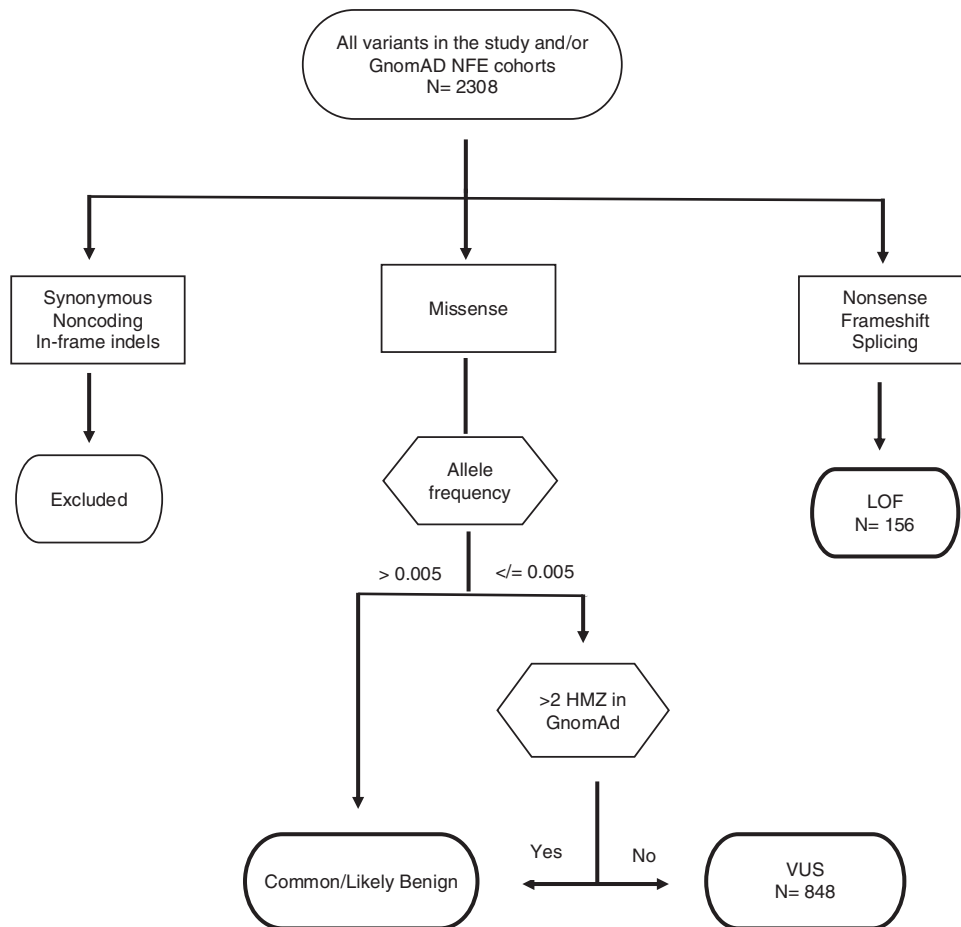 All variants in the study and/or
GnomAD NFE cohorts
N= 2308
Synonymous
Noncoding
In-frame indels
Missense
Nonsense
Frameshift
Splicing
Excluded
Allele
frequency
LOF
N= 156
> 0.005
</= 0.005
>2 HMZ in
GnomAd
Yes
No
Common/Likely Benign
VUS
N= 848